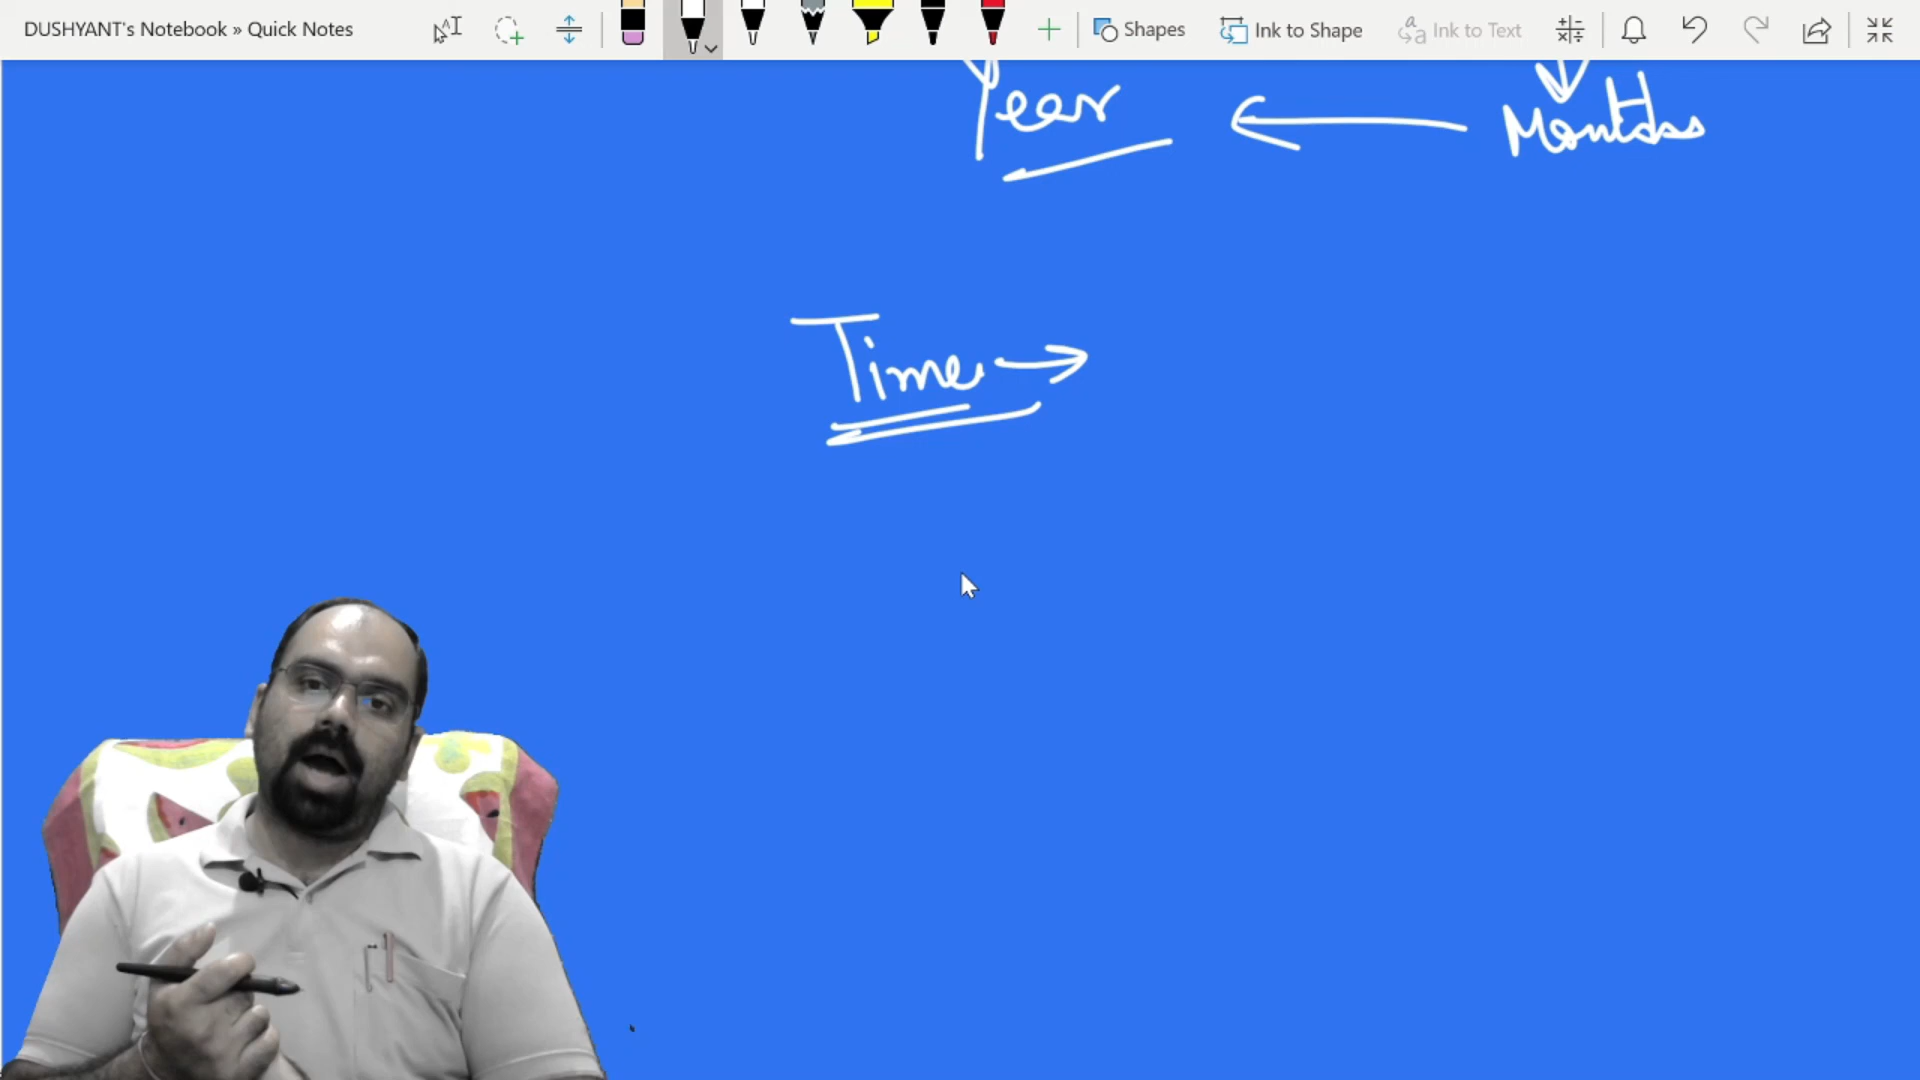 DUSHYANT's Notebook » Quick Notes
Shapes
Ink to Shape
Ink to Text
Year ← Months
Time →